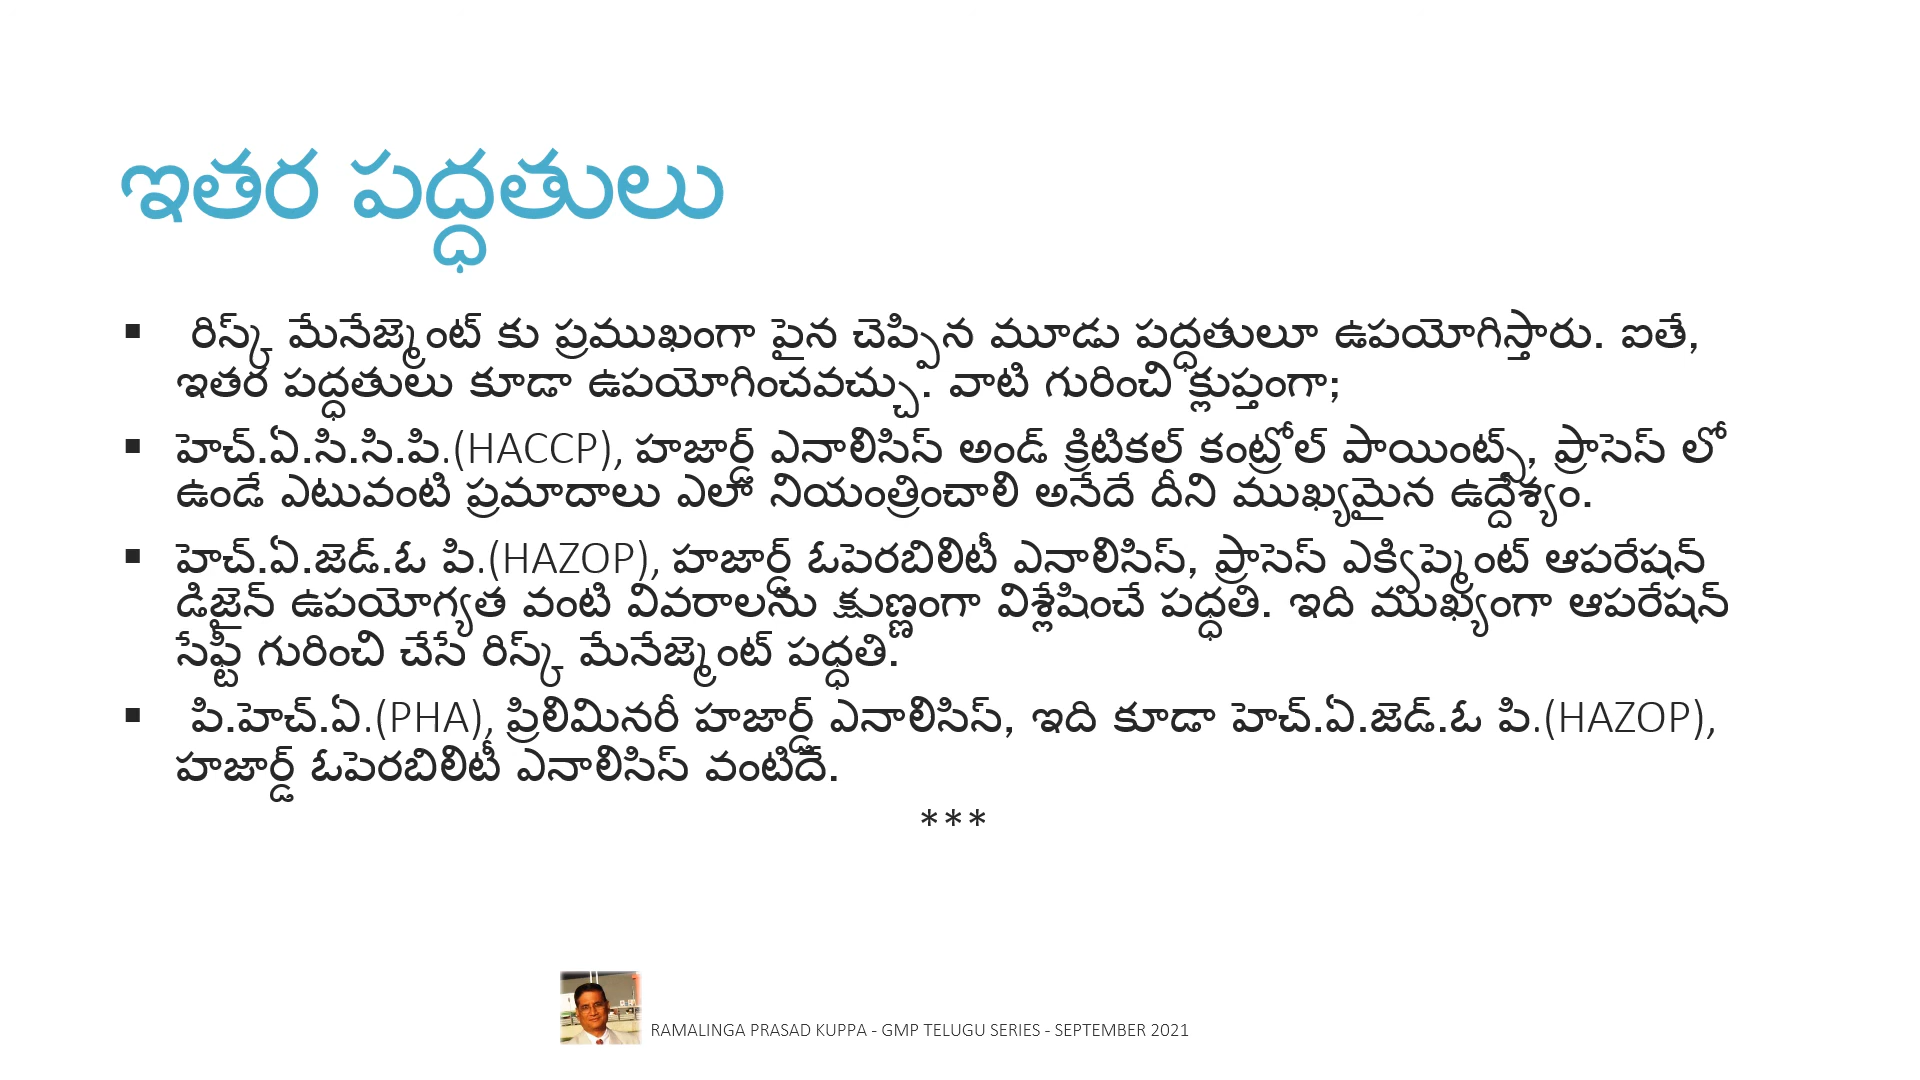 ఇతర పద్ధతులు
▪ రిస్క్ మేనేజ్మెంట్ కు ప్రముఖంగా పైన చెప్పిన మూడు పద్ధతులూ ఉపయోగిస్తారు. ఐతే,
ఇతర పద్ధతులు కూడా ఉపయోగించవచ్చు. వాటి గురించి క్లుప్తంగా;
▪ హెచ్.ఏ.సి.సి.పి.(HACCP), హజార్డ్ ఎనాలిసిస్ అండ్ క్రిటికల్ కంట్రోల్ పాయింట్స్, ప్రాసెస్ లో
ఉండే ఎటువంటి ప్రమాదాలు ఎలా నియంత్రించాలి అనేదే దీని ముఖ్యమైన ఉద్దేశ్యం.
▪ హెచ్.ఏ.జెడ్.ఓ పి.(HAZOP), హజార్డ్ ఓపెరబిలిటీ ఎనాలిసిస్, ప్రాసెస్ ఎక్విప్మెంట్ ఆపరేషన్
డిజైన్ ఉపయోగ్యత వంటి వివరాలను క్షుణ్ణంగా విశ్లేషించే పధ్ధతి. ఇది ముఖ్యంగా ఆపరేషన్
సేఫ్టీ గురించి చేసే రిస్క్ మేనేజ్మెంట్ పధ్ధతి.
▪ పి.హెచ్.ఏ.(PHA), ప్రిలిమినరీ హజార్డ్ ఎనాలిసిస్, ఇది కూడా హెచ్.ఏ.జెడ్.ఓ పి.(HAZOP),
హజార్డ్ ఓపెరబిలిటీ ఎనాలిసిస్ వంటిదే.
***
RAMALINGA PRASAD KUPPA - GMP TELUGU SERIES - SEPTEMBER 2021